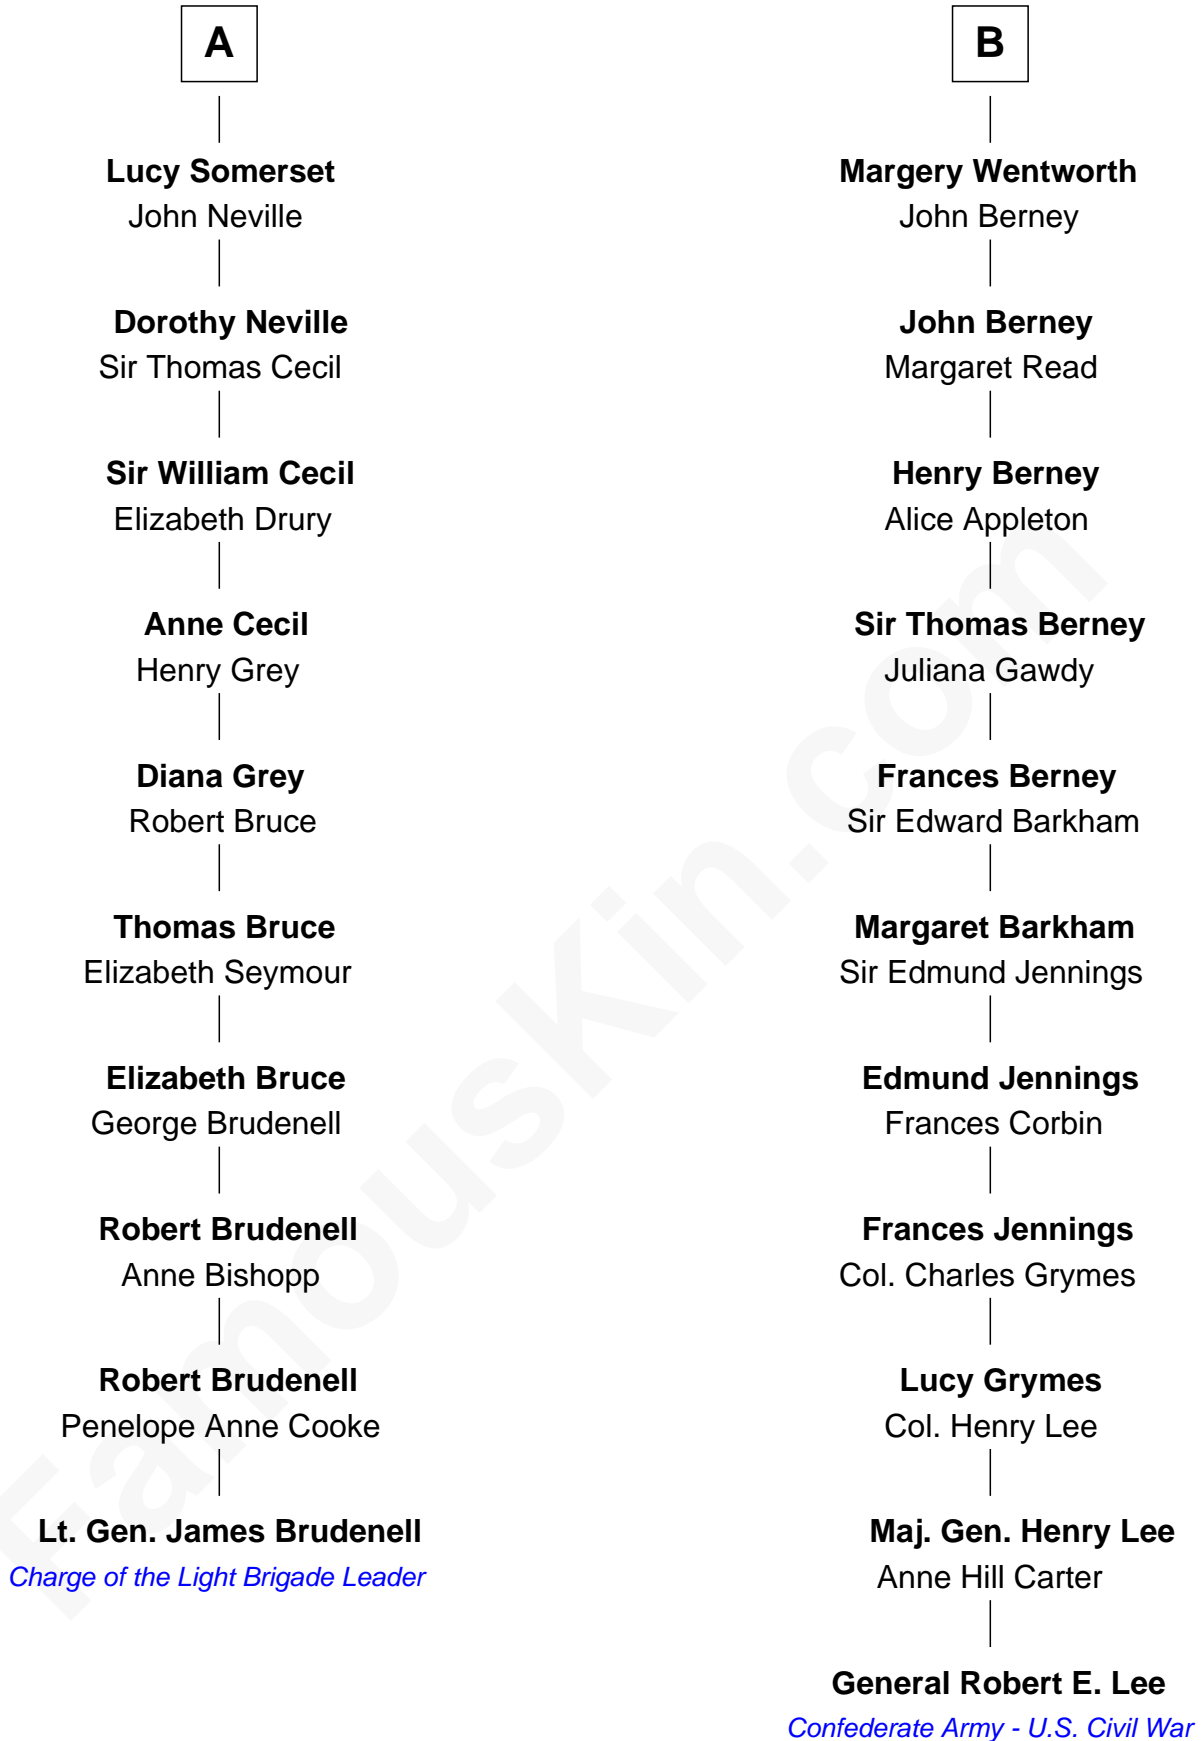 A
Lucy Somerset
John Neville
Dorothy Neville
Sir Thomas Cecil
Sir William Cecil
Elizabeth Drury
Anne Cecil
Henry Grey
Diana Grey
Robert Bruce
Thomas Bruce
Elizabeth Seymour
Elizabeth Bruce
George Brudenell
Robert Brudenell
Anne Bishopp
Robert Brudenell
Penelope Anne Cooke
Lt. Gen. James Brudenell
Charge of the Light Brigade Leader
B
Margery Wentworth
John Berney
John Berney
Margaret Read
Henry Berney
Alice Appleton
Sir Thomas Berney
Juliana Gawdy
Frances Berney
Sir Edward Barkham
Margaret Barkham
Sir Edmund Jennings
Edmund Jennings
Frances Corbin
Frances Jennings
Col. Charles Grymes
Lucy Grymes
Col. Henry Lee
Maj. Gen. Henry Lee
Anne Hill Carter
General Robert E. Lee
Confederate Army - U.S. Civil War
FamousKin.com